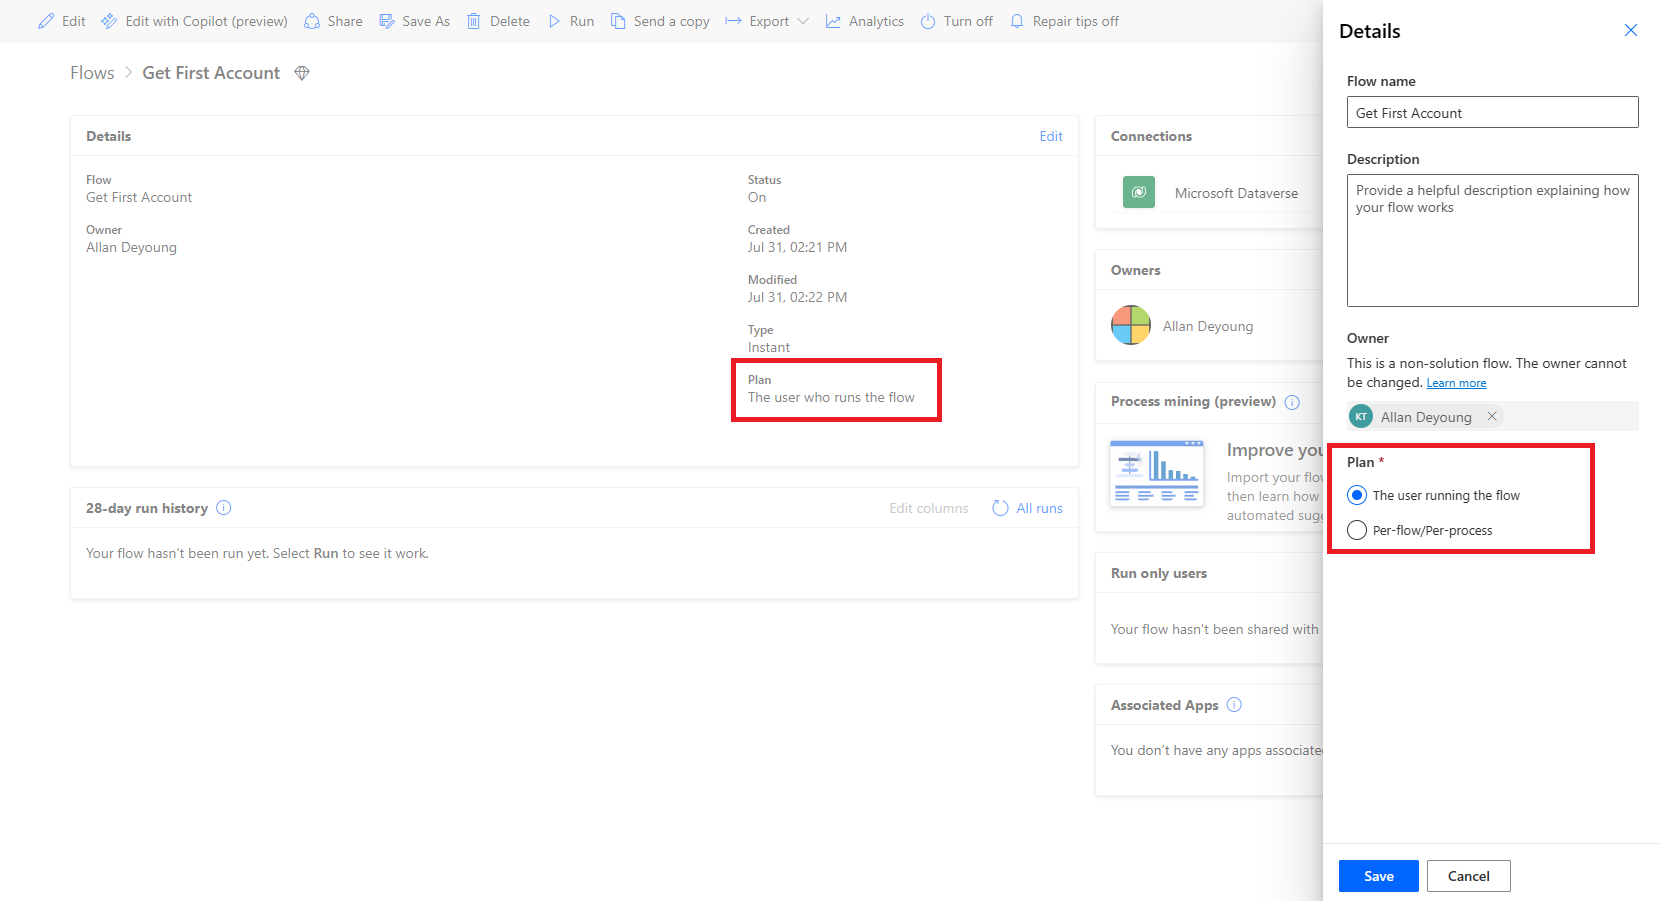 Edit
Edit with Copilot (preview)
Share
Save As
Delete
Run
Send a copy
Export
Analytics
Turn off
Repair tips off
Flows > Get First Account
Details
Edit
Flow
Get First Account
Owner
Allan Deyoung
Status
On
Created
Jul 31, 02:21 PM
Modified
Jul 31, 02:22 PM
Type
Instant
Plan
The user who runs the flow
28-day run history
Edit columns
All runs
Your flow hasn't been run yet. Select Run to see it work.
Connections
Microsoft Dataverse
Owners
Allan Deyoung
Process mining (preview)
Improve you
Import your flow
then learn how
automated sugg
Run only users
Your flow hasn't been shared with
Associated Apps
You don't have any apps associate
Details
Flow name
Get First Account
Description
Provide a helpful description explaining how
your flow works
Owner
This is a non-solution flow. The owner cannot
be changed. Learn more
KT Allan Deyoung
Plan *
The user running the flow
Per-flow/Per-process
Save
Cancel